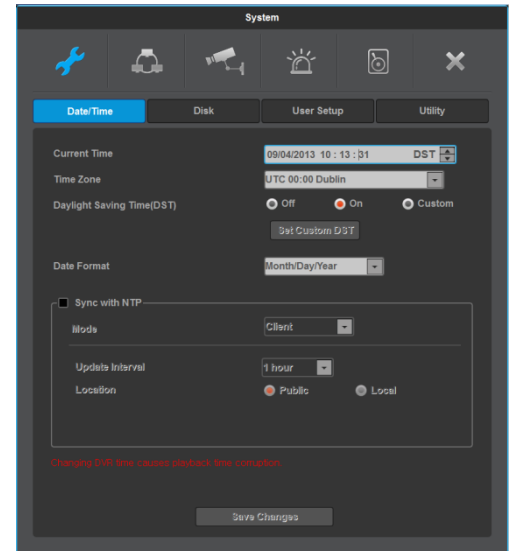 System
Date/Time Disk User Setup Utility
Current Time 09/04/2013 10 : 13 : 31 DST
Time Zone UTC 00:00 Dublin
Daylight Saving Time(DST) Off On Custom
Set Custom DST
Date Format Month/Day/Year
Sync with NTP
Mode Client
Update Interval 1 hour
Location Public Local
Changing DVR time causes playback time corruption
Save Changes